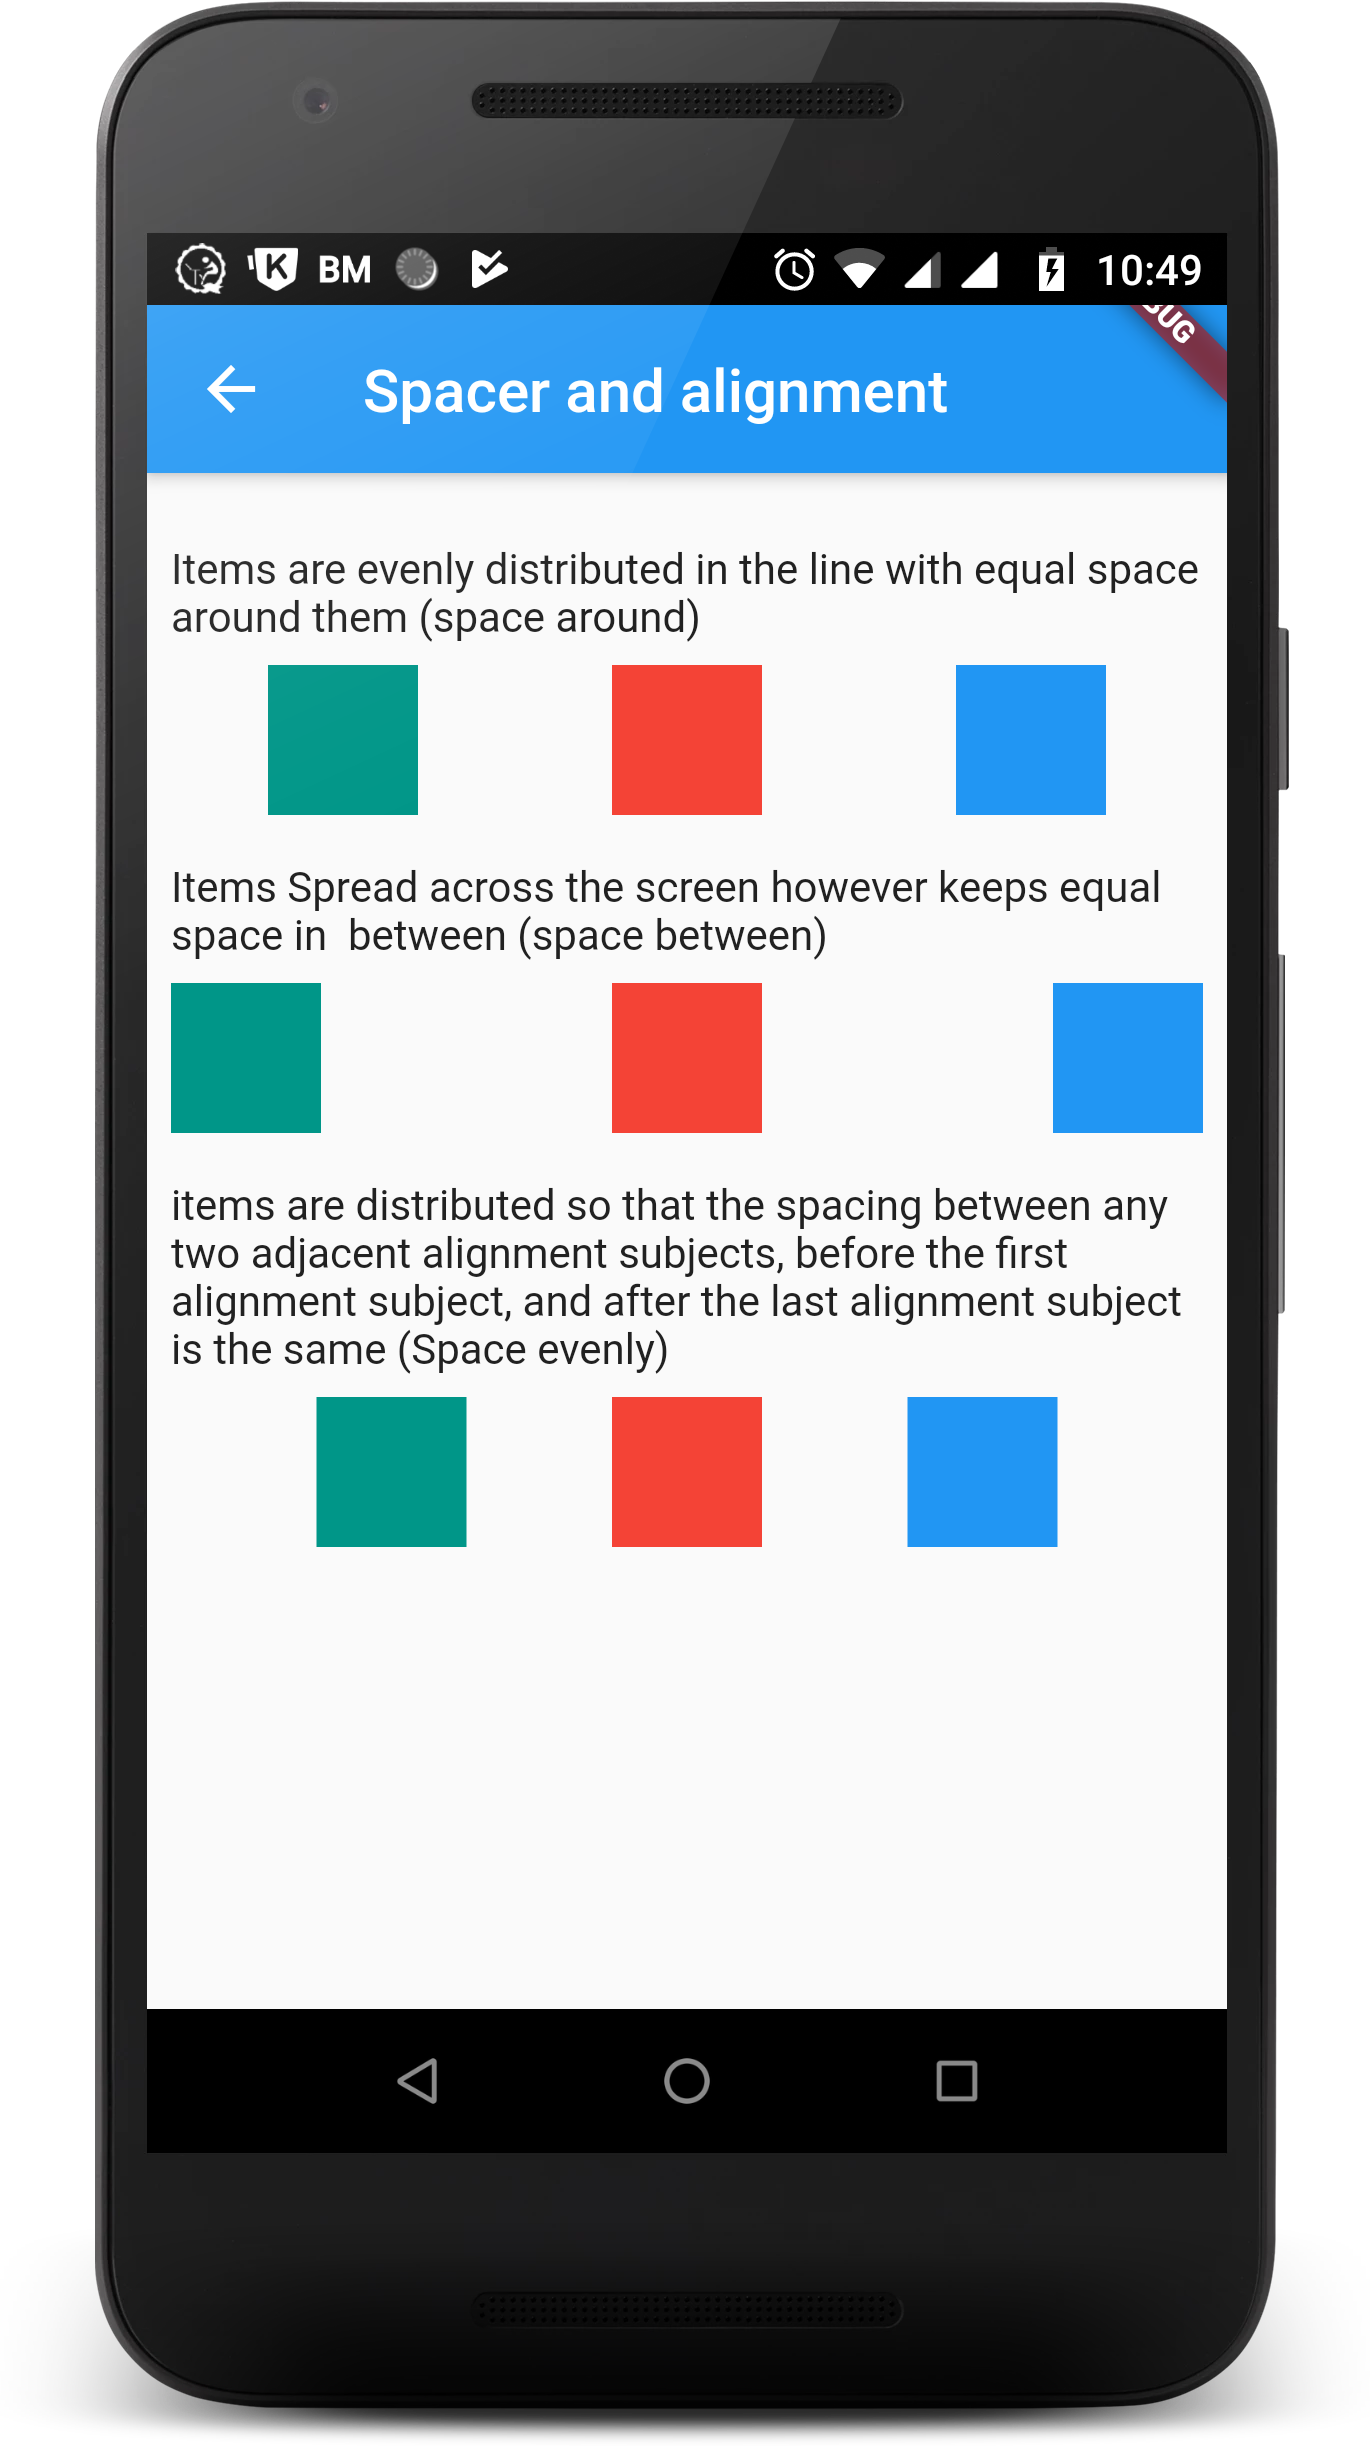 K BM 10:49
BUG
Spacer and alignment
Items are evenly distributed in the line with equal space
around them (space around)
Items Spread across the screen however keeps equal
space in  between (space between)
items are distributed so that the spacing between any
two adjacent alignment subjects, before the first
alignment subject, and after the last alignment subject
is the same (Space evenly)